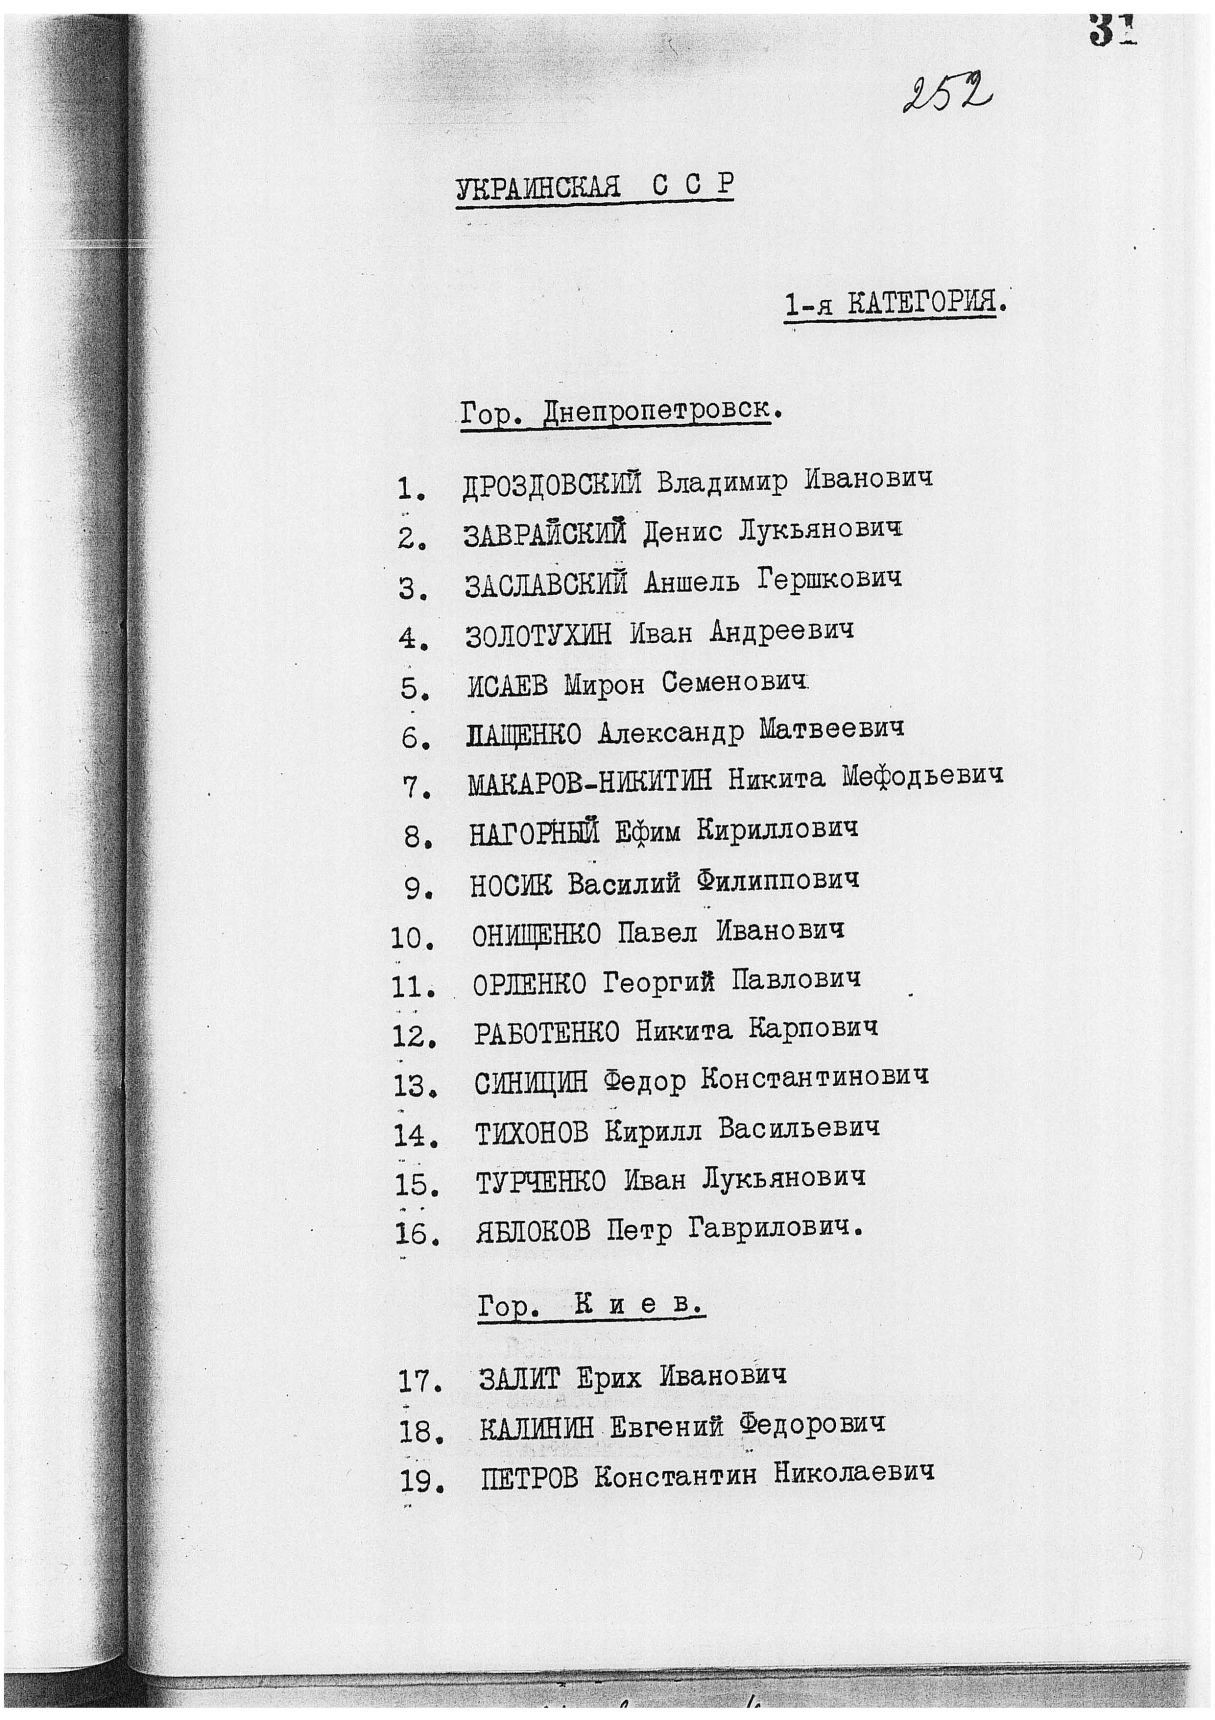 31
252
УКРАИНСКАЯ С С Р
1-я КАТЕГОРИЯ.
Гор. Днепропетровск.
1. ДРОЗДОВСКИЙ Владимир Иванович
2. ЗАВРАЙСКИЙ Денис Лукьянович
3. ЗАСЛАВСКИЙ Аншель Гершкович
4. ЗОЛОТУХИН Иван Андреевич
5. ИСАЕВ Мирон Семенович
6. ЛАЩЕНКО Александр Матвеевич
7. МАКАРОВ-НИКИТИН Никита Мефодьевич
8. НАГОРНЫЙ Ефим Кириллович
9. НОСИК Василий Филиппович
10. ОНИЩЕНКО Павел Иванович
11. ОРЛЕНКО Георгий Павлович
12. РАБОТЕНКО Никита Карпович
13. СИНИЦИН Федор Константинович
14. ТИХОНОВ Кирилл Васильевич
15. ТУРЧЕНКО Иван Лукьянович
16. ЯБЛОКОВ Петр Гаврилович.
Гор. К и е в.
17. ЗАЛИТ Ерих Иванович
18. КАЛИНИН Евгений Федорович
19. ПЕТРОВ Константин Николаевич